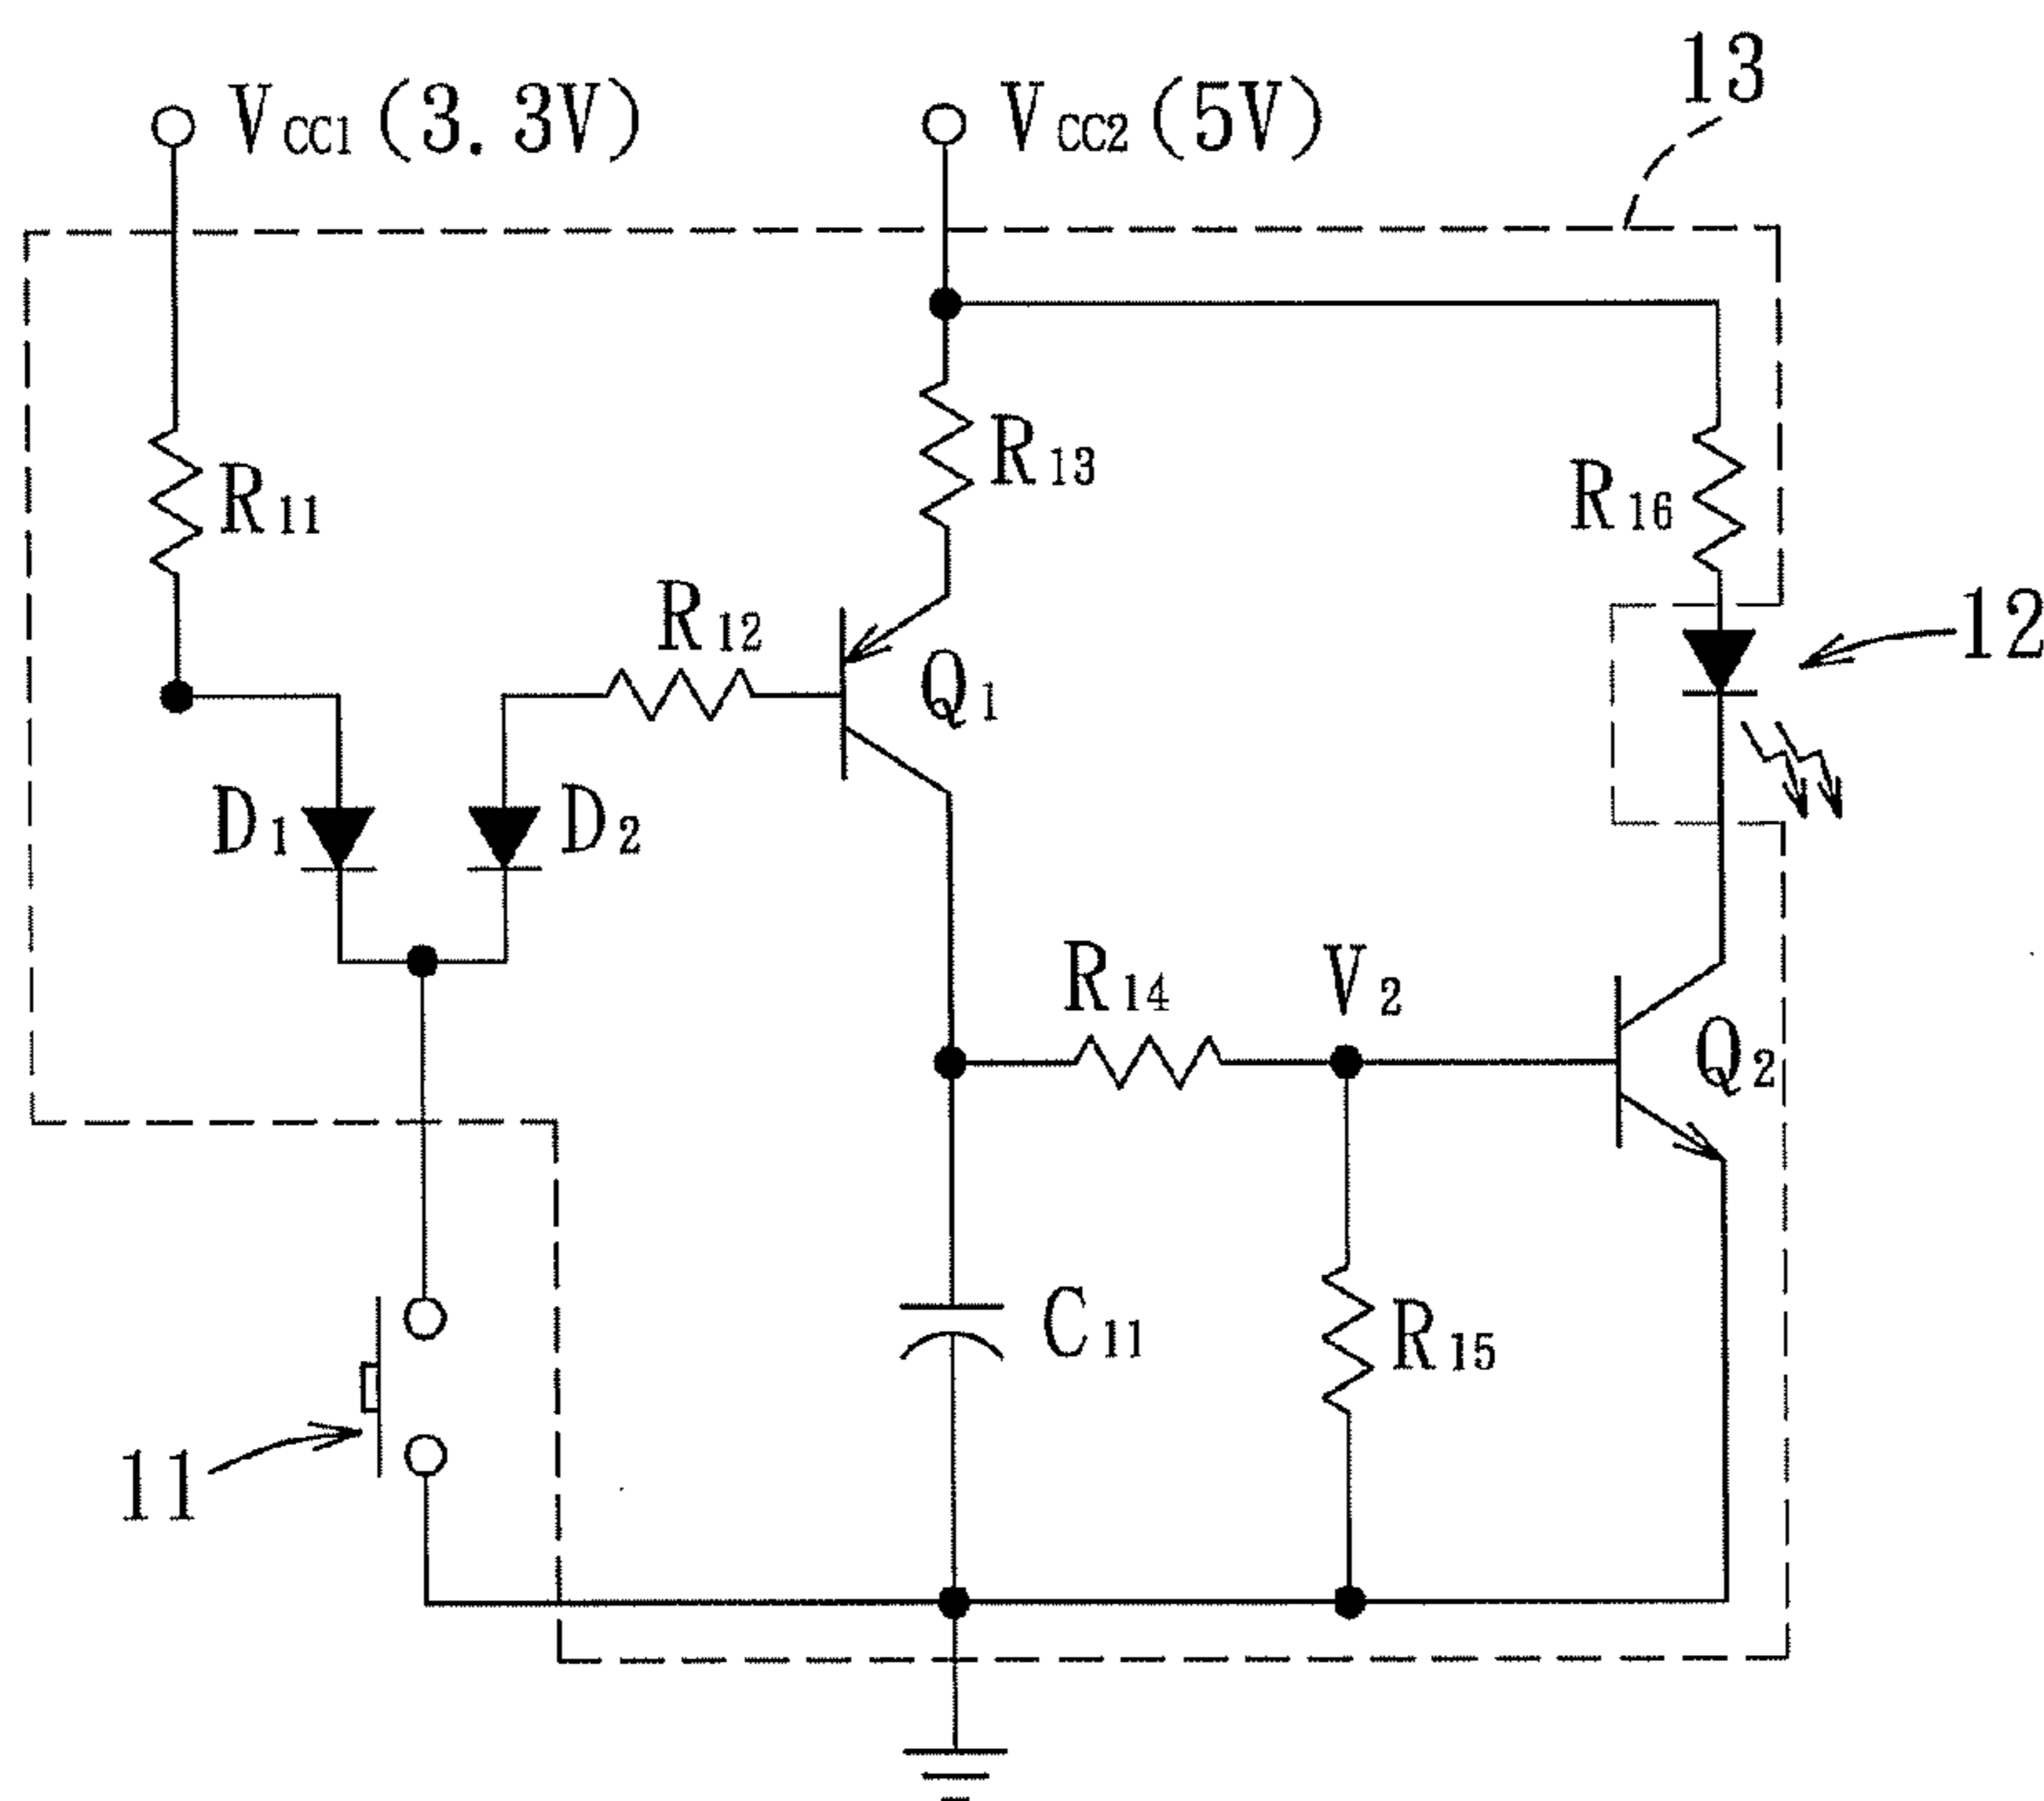 13
VCC1 (3.3V)
VCC2 (5V)
R11
R13
R16
R12
Q1
12
D1
D2
R14
V2
Q2
C11
R15
11